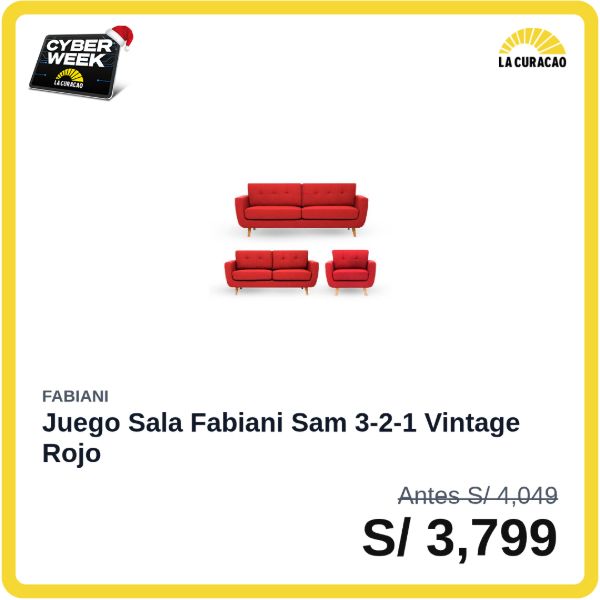 CYBER
WEEK
LA CURACAO
LA CURACAO
FABIANI
Juego Sala Fabiani Sam 3-2-1 Vintage
Rojo
Antes S/ 4,049
S/ 3,799